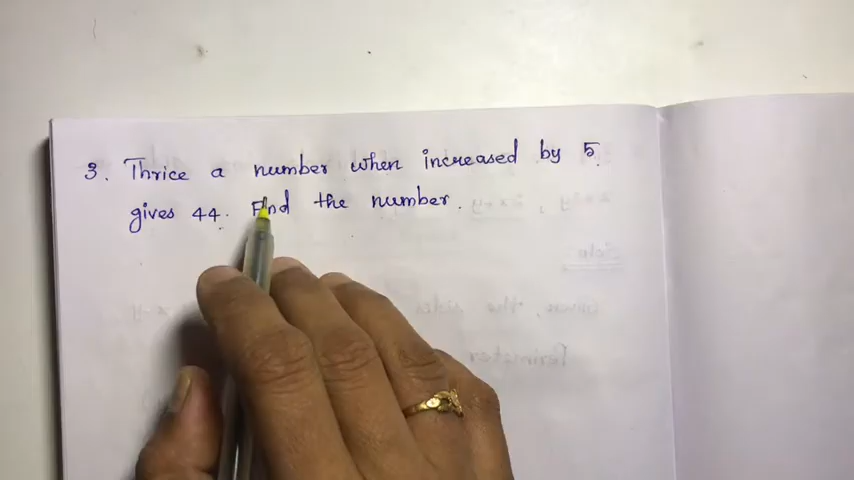 3. Thrice a number when increased by 5
gives 44. Find the number.